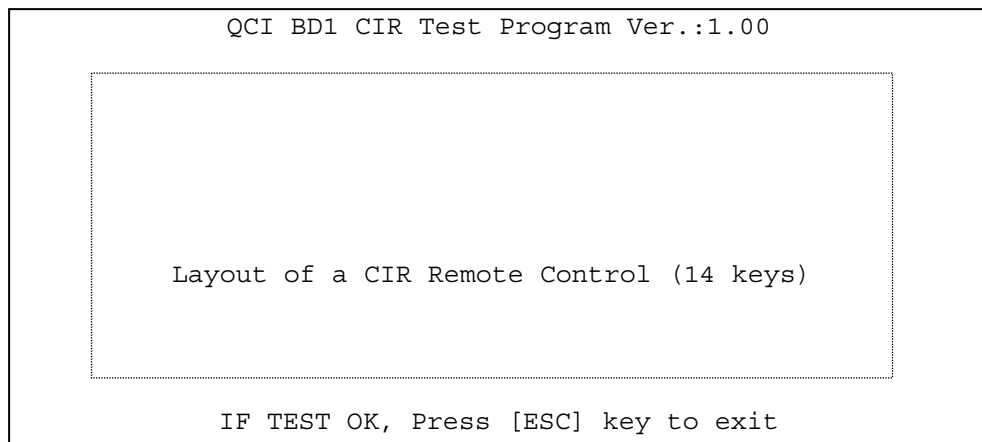 QCI BD1 CIR Test Program Ver.:1.00
Layout of a CIR Remote Control (14 keys)
IF TEST OK, Press [ESC] key to exit